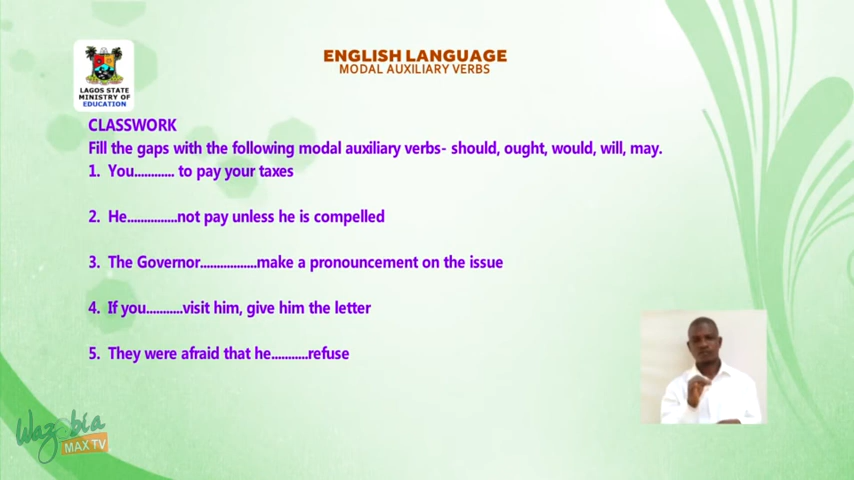 ENGLISH LANGUAGE
MODAL AUXILIARY VERBS
LAGOS STATE
MINISTRY OF
EDUCATION
CLASSWORK
Fill the gaps with the following modal auxiliary verbs- should, ought, would, will, may.
1. You............ to pay your taxes
2. He...............not pay unless he is compelled
3. The Governor.................make a pronouncement on the issue
4. If you...........visit him, give him the letter
5. They were afraid that he...........refuse
Wazobia
MAX TV